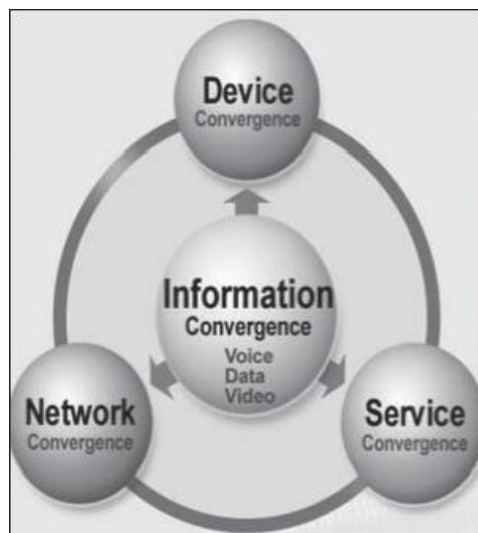 Device
Convergence
Information
Convergence
Voice
Data
Video
Network
Convergence
Service
Convergence